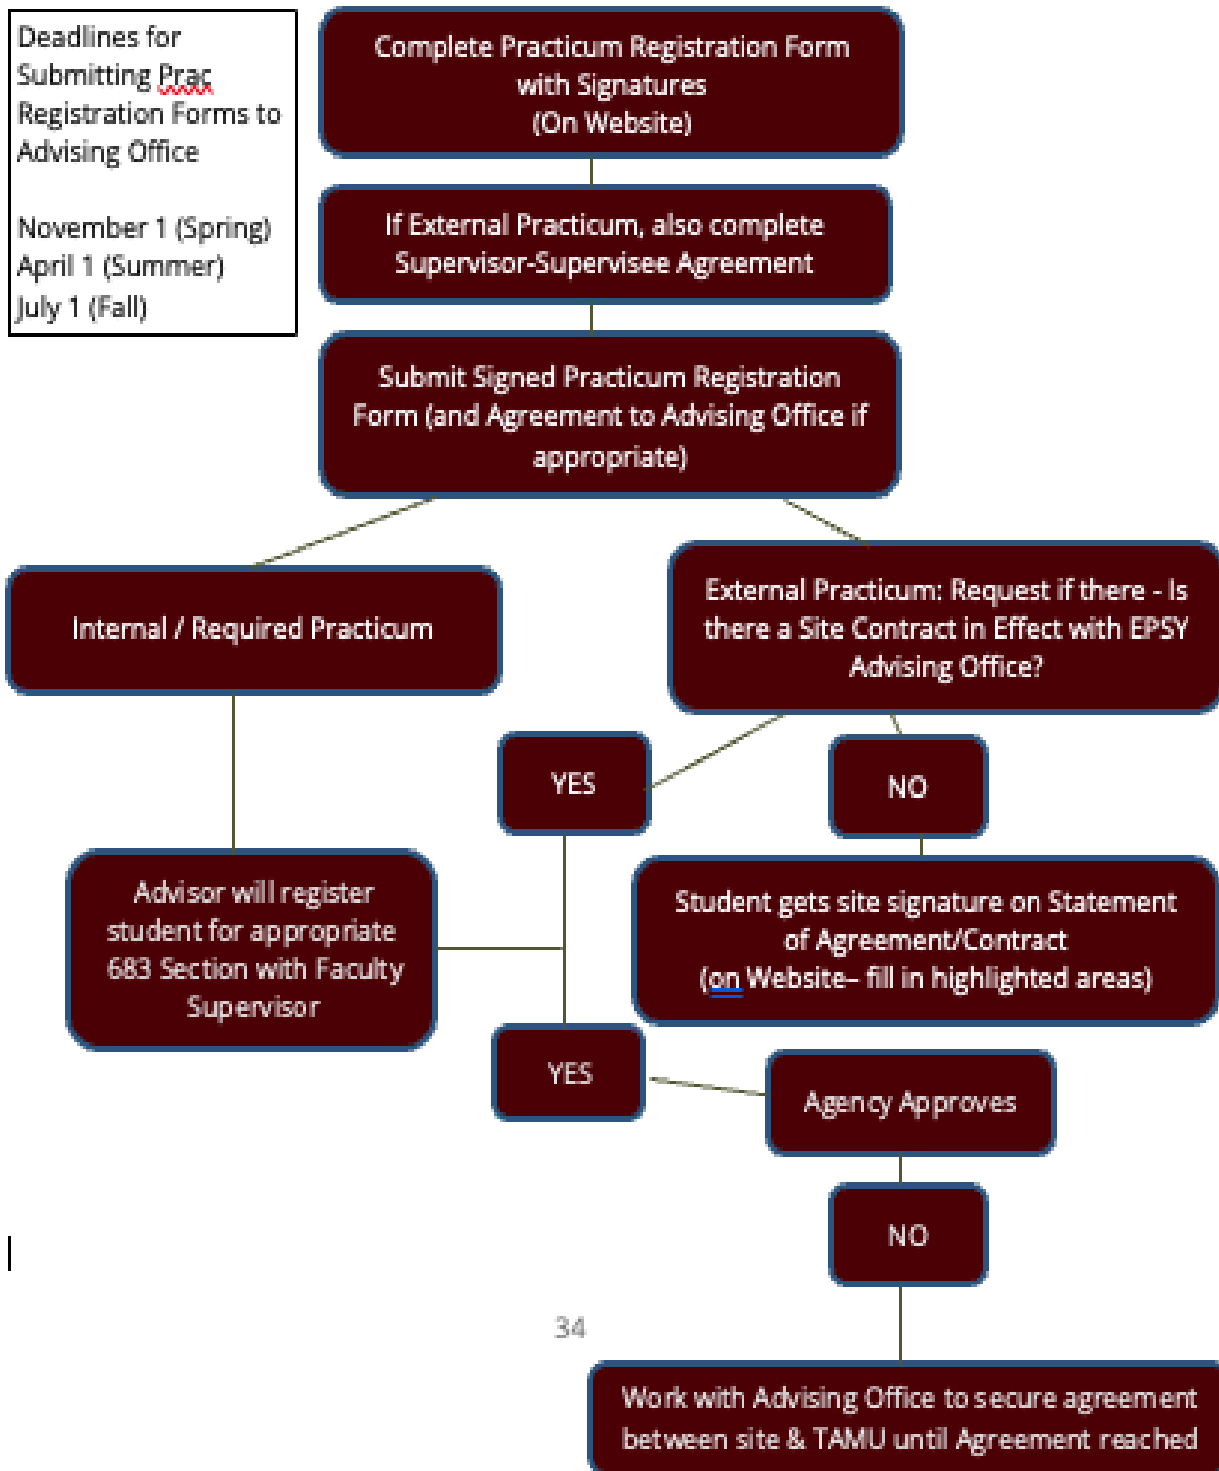 Deadlines for
Submitting Prac
Registration Forms to
Advising Office
November 1 (Spring)
April 1 (Summer)
July 1 (Fall)
Complete Practicum Registration Form
with Signatures
(On Website)
If External Practicum, also complete
Supervisor-Supervisee Agreement
Submit Signed Practicum Registration
Form (and Agreement to Advising Office if
appropriate)
Internal / Required Practicum
External Practicum: Request if there - Is
there a Site Contract in Effect with EPSY
Advising Office?
YES
NO
Advisor will register
student for appropriate
683 Section with Faculty
Supervisor
Student gets site signature on Statement
of Agreement/Contract
(on Website– fill in highlighted areas)
YES
Agency Approves
NO
34
Work with Advising Office to secure agreement
between site & TAMU until Agreement reached